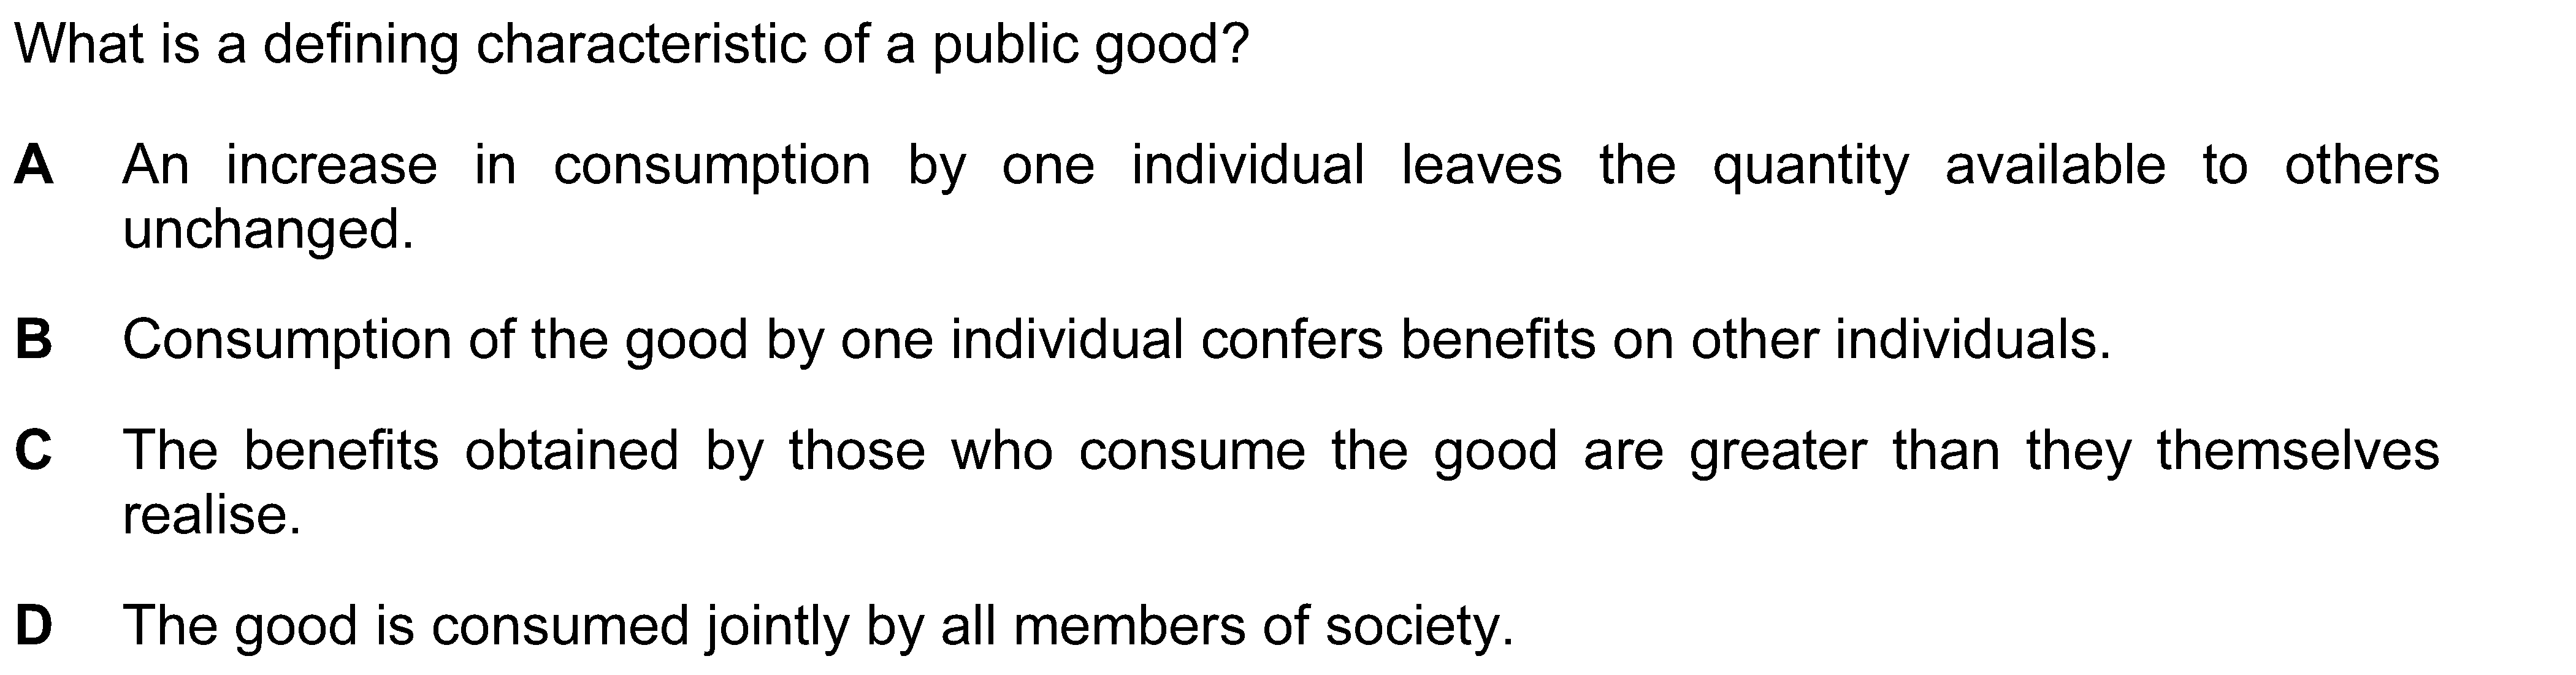 What is a defining characteristic of a public good?
A An increase in consumption by one individual leaves the quantity available to others
unchanged.
B Consumption of the good by one individual confers benefits on other individuals.
C The benefits obtained by those who consume the good are greater than they themselves
realise.
D The good is consumed jointly by all members of society.